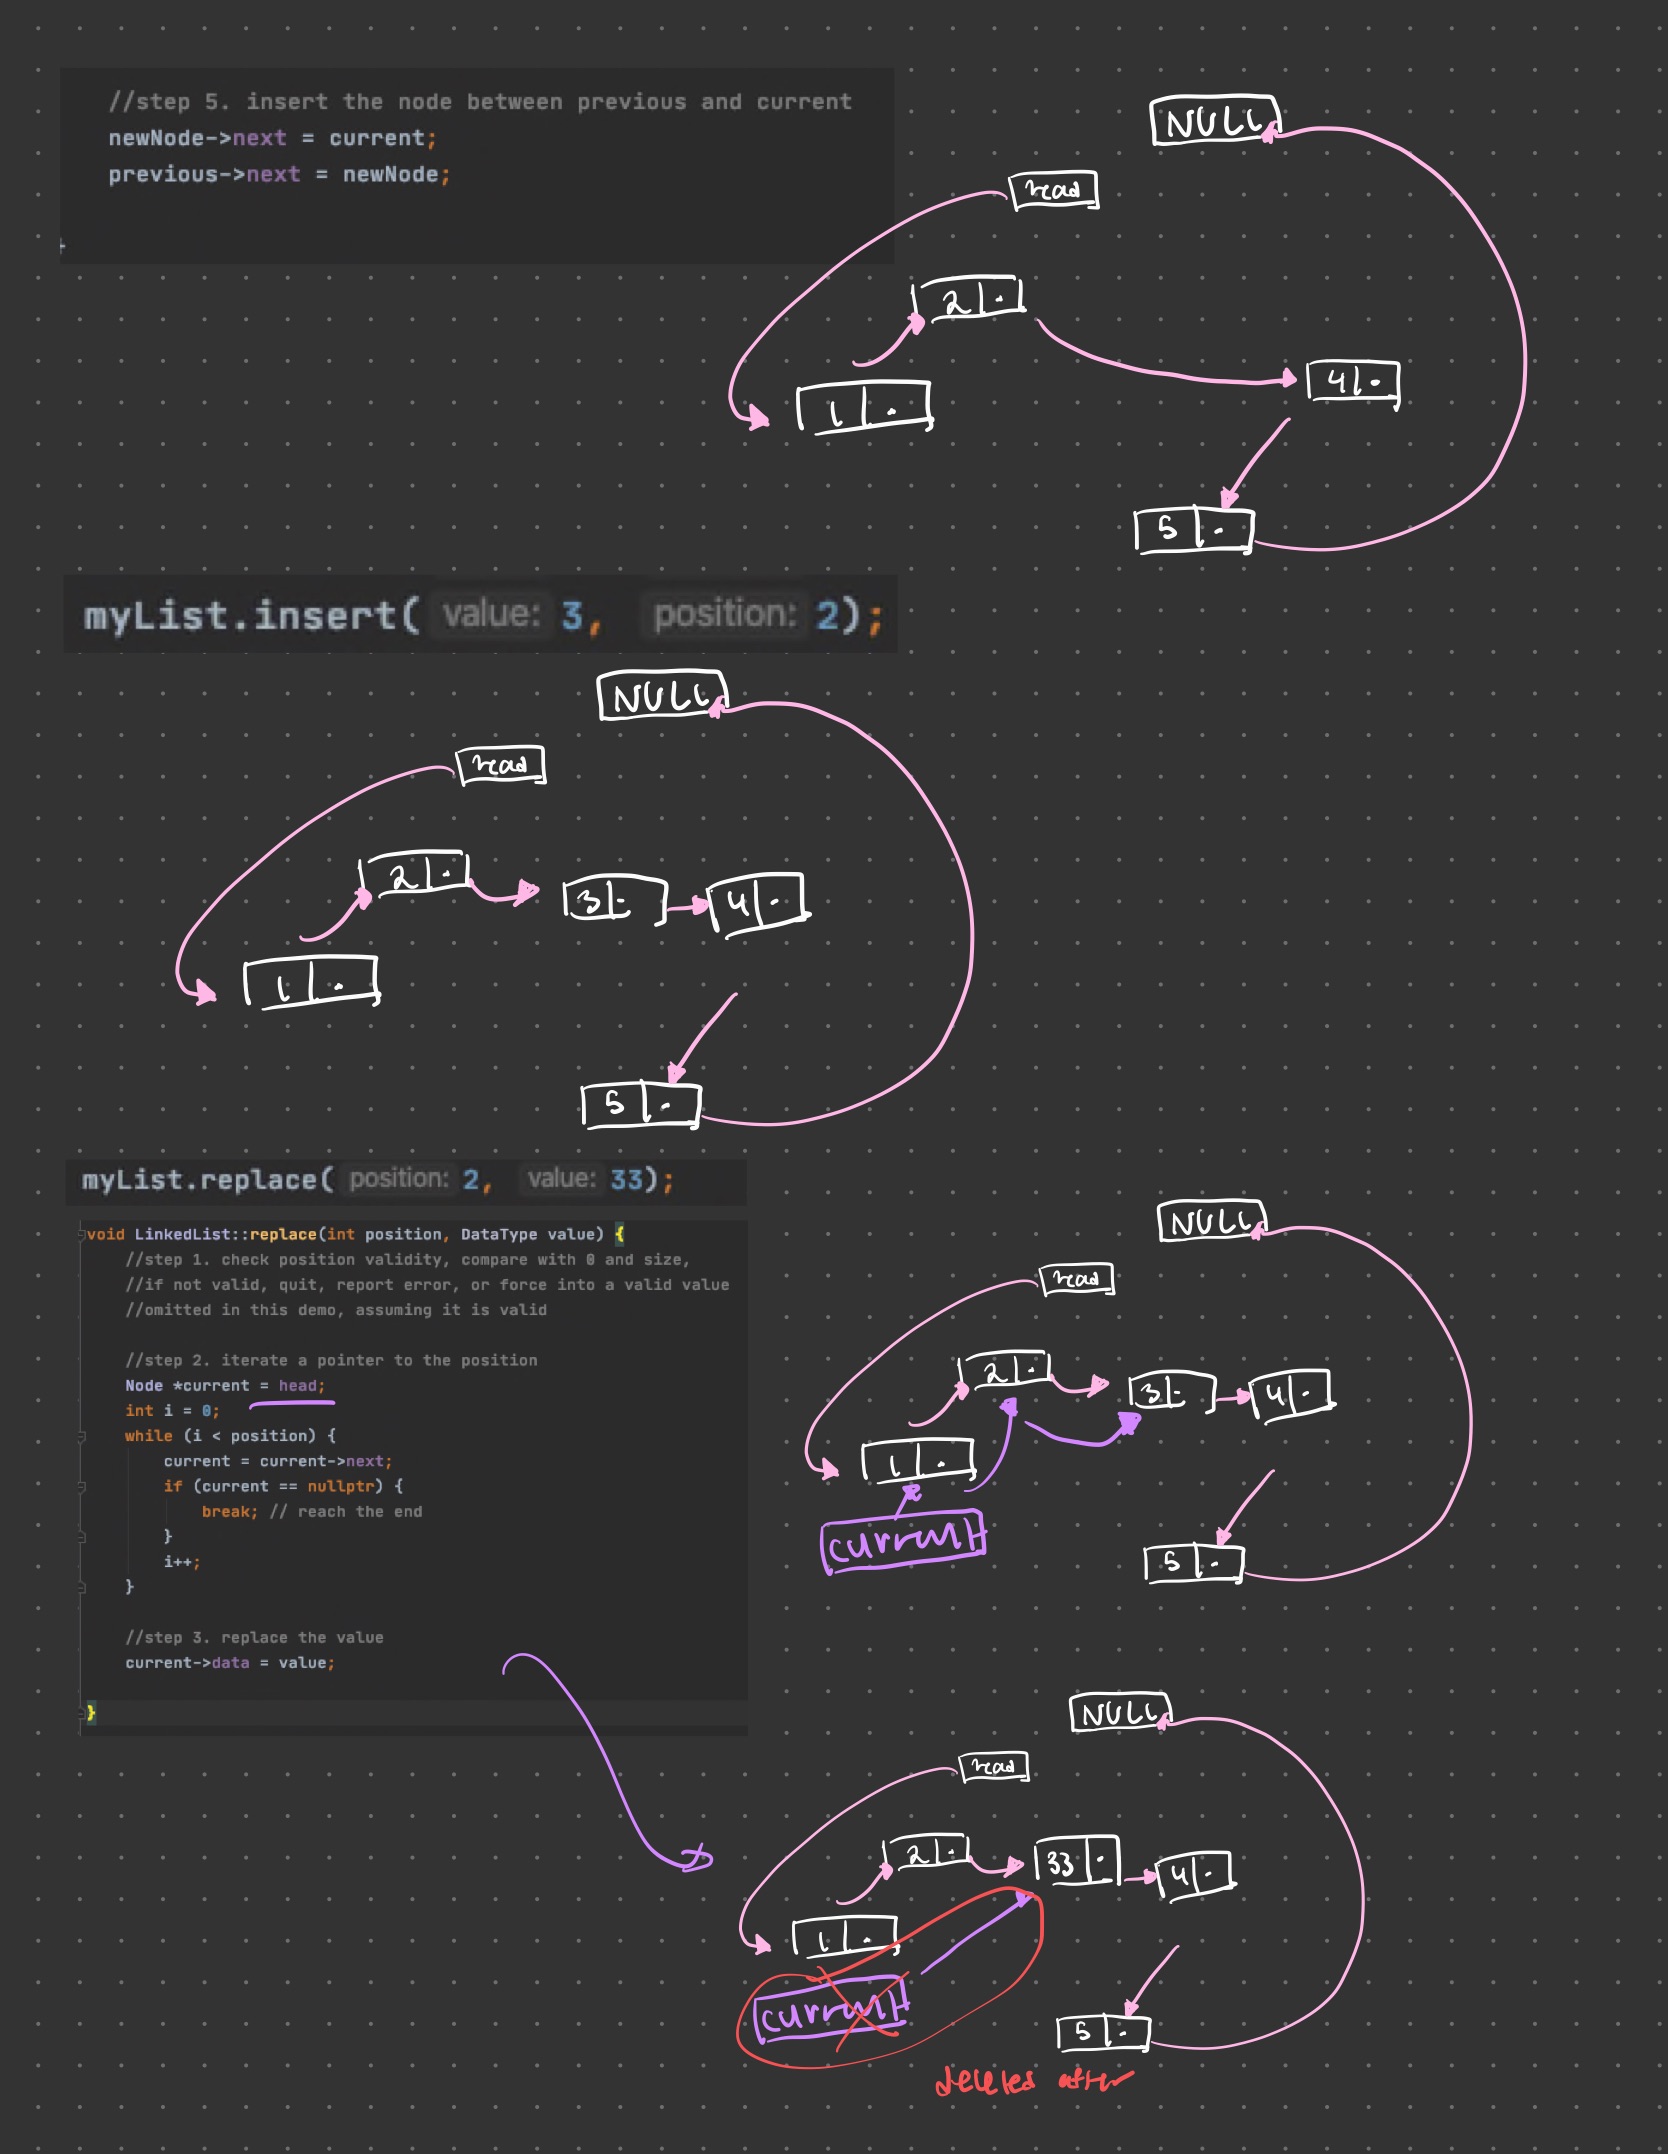 //step 5. insert the node between previous and current
newNode->next = current;
previous->next = newNode;
NULL
head
2
1
4
5
myList.insert( value: 3, position: 2);
NULL
head
2
3
4
1
5
myList.replace( position: 2, value: 33);
void LinkedList::replace(int position, DataType value) {
//step 1. check position validity, compare with 0 and size,
//if not valid, quit, report error, or force into a valid value
//omitted in this demo, assuming it is valid
//step 2. iterate a pointer to the position
Node *current = head;
int i = 0;
while (i < position) {
current = current->next;
if (current == nullptr) {
break; // reach the end
}
i++;
}
//step 3. replace the value
current->data = value;
}
NULL
head
2
3
4
1
current
5
NULL
head
2
33
4
1
current
5
deleted after